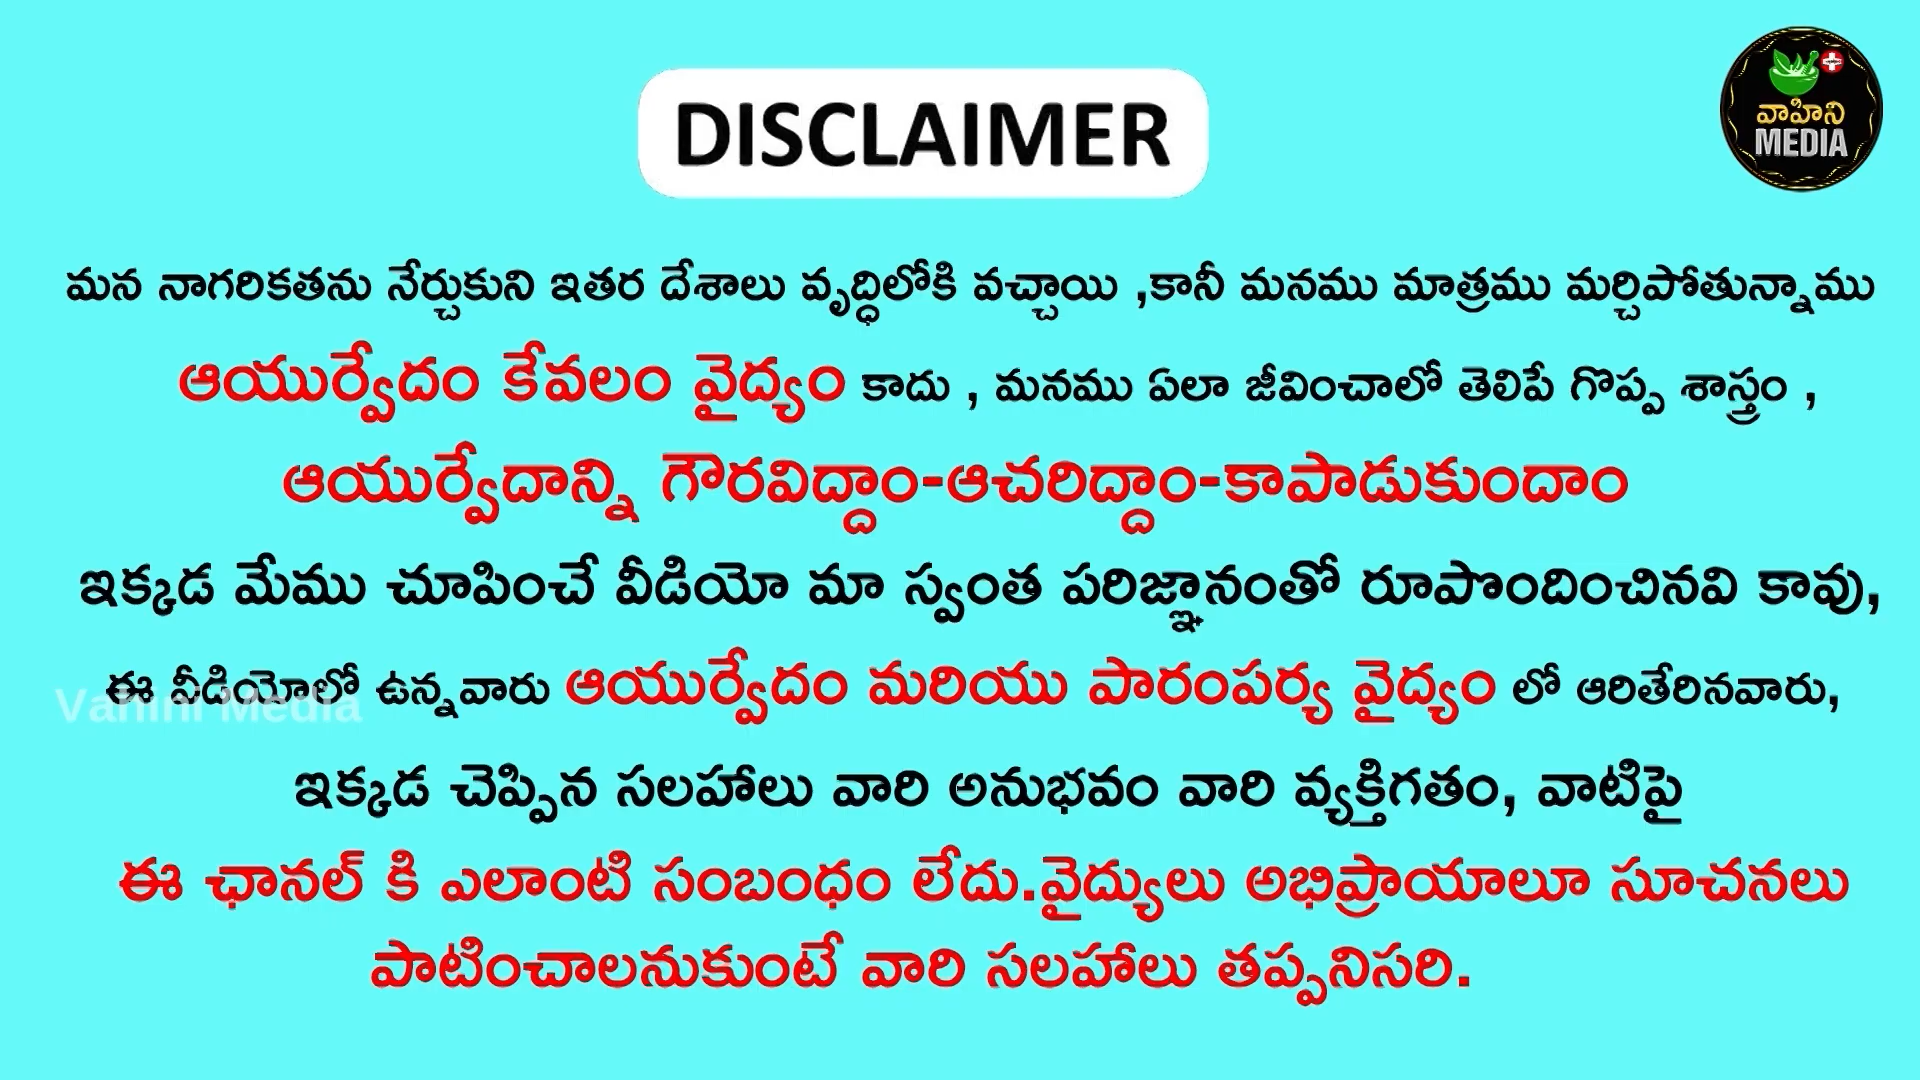 వాహిని
MEDIA
DISCLAIMER
మన నాగరికతను నేర్చుకుని ఇతర దేశాలు వృద్ధిలోకి వచ్చాయి ,కానీ మనము మాత్రము మర్చిపోతున్నాము
ఆయుర్వేదం కేవలం వైద్యం కాదు , మనము ఏలా జీవించాలో తెలిపే గొప్ప శాస్త్రం ,
ఆయుర్వేదాన్ని గౌరవిద్దాం-ఆచరిద్దాం-కాపాడుకుందాం
ఇక్కడ మేము చూపించే వీడియో మా స్వంత పరిజ్ఞానంతో రూపొందించినవి కావు,
ఈ వీడియోలో ఉన్నవారు ఆయుర్వేదం మరియు పారంపర్య వైద్యం లో ఆరితేరినవారు,
Vahini Media
ఇక్కడ చెప్పిన సలహాలు వారి అనుభవం వారి వ్యక్తిగతం, వాటిపై
ఈ ఛానల్ కి ఎలాంటి సంబంధం లేదు.వైద్యులు అభిప్రాయాలూ సూచనలు
పాటించాలనుకుంటే వారి సలహాలు తప్పనిసరి.